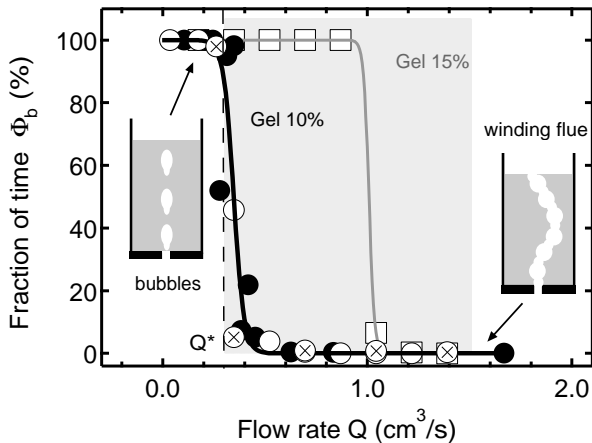 Fraction of time Φb (%)
100
80
60
40
20
0
Gel 15%
Gel 10%
winding flue
bubbles
Q*
0.0
1.0
2.0
Flow rate Q (cm³/s)